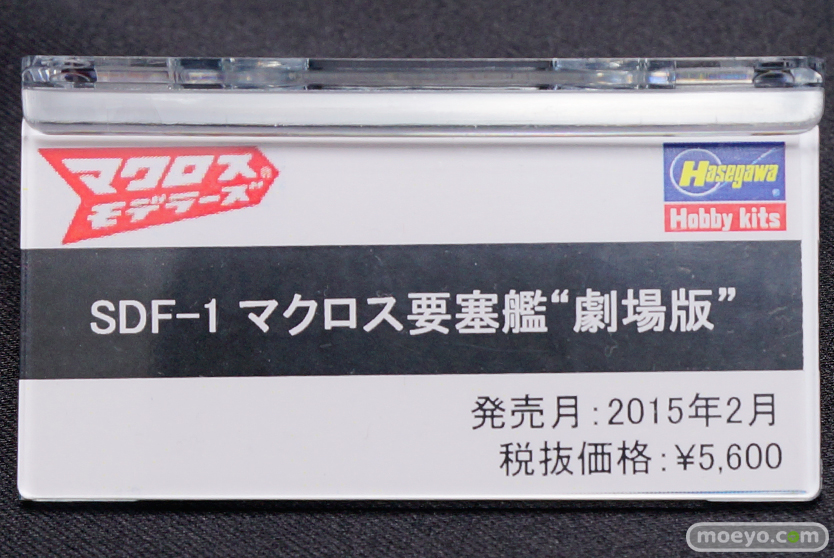 マクロス
モデラーズ
Hasegawa
Hobby kits
SDF-1 マクロス要塞艦“劇場版”
発売月:2015年2月
税抜価格:¥5,600
moeyo.com